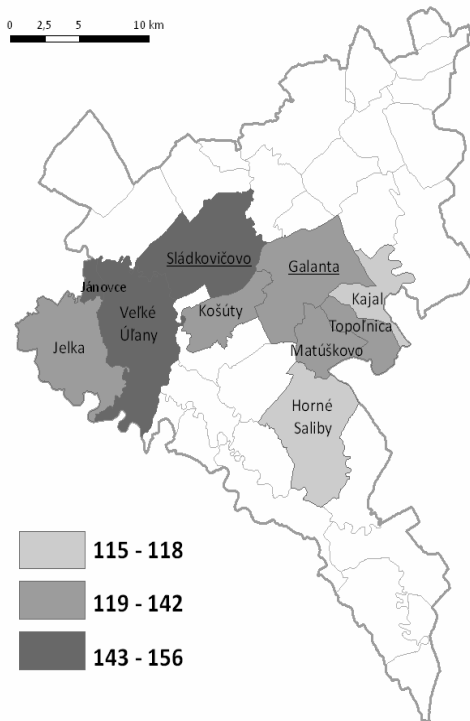 0 2,5 5 10 km
Sládkovičovo
Galanta
Jánovce
Kajal
Veľké
Úľany
Košúty
Topoľnica
Jelka
Matúškovo
Horné
Saliby
115 - 118
119 - 142
143 - 156